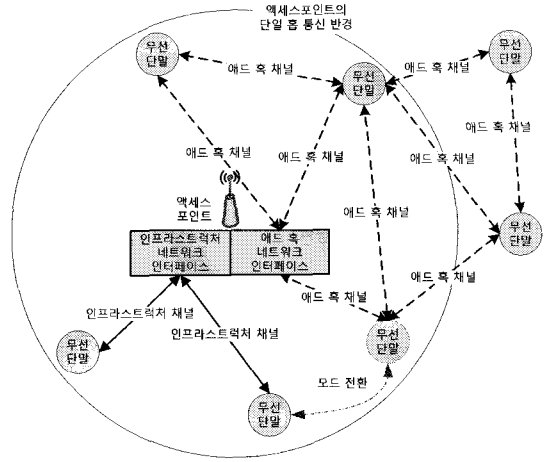 액세스포인트의
단일 홉 통신 반경
무선
단말
애드 혹 채널
무선
단말
애드 혹 채널
무선
단말
애드 혹 채널
애드 혹 채널
애드 혹 채널
애드 혹 채널
액세스
포인트
애드 혹 채널
인프라스트럭처
네트워크
인터페이스
애드 혹
네트워크
인터페이스
무선
단말
애드 혹 채널
애드 혹 채널
인프라스트럭처 채널
인프라스트럭처 채널
무선
단말
무선
단말
모드 전환
무선
단말